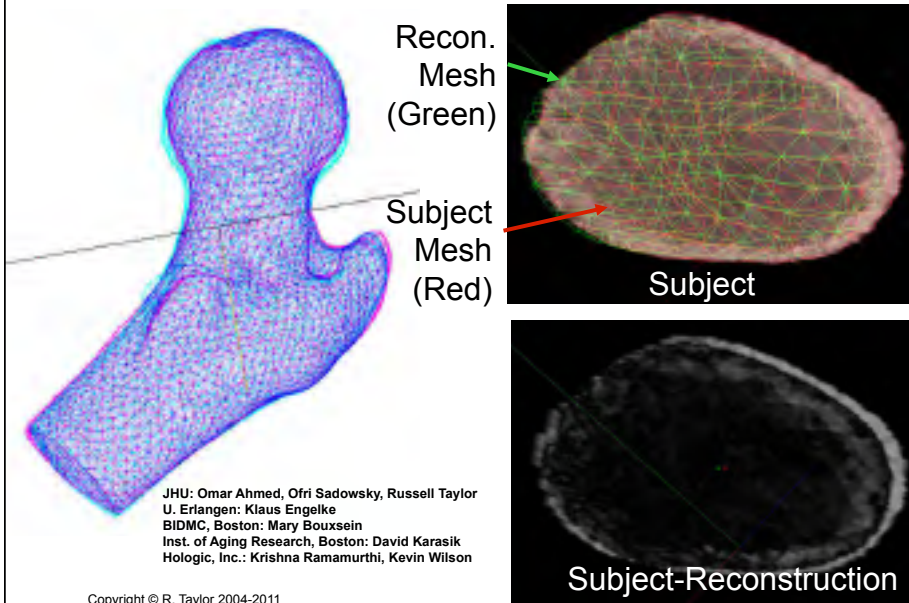 Recon.
Mesh
(Green)
Subject
Mesh
(Red)
Subject
JHU: Omar Ahmed, Ofri Sadowsky, Russell Taylor
U. Erlangen: Klaus Engelke
BIDMC, Boston: Mary Bouxsein
Inst. of Aging Research, Boston: David Karasik
Hologic, Inc.: Krishna Ramamurthi, Kevin Wilson
Subject-Reconstruction
Copyright © R. Taylor 2004-2011